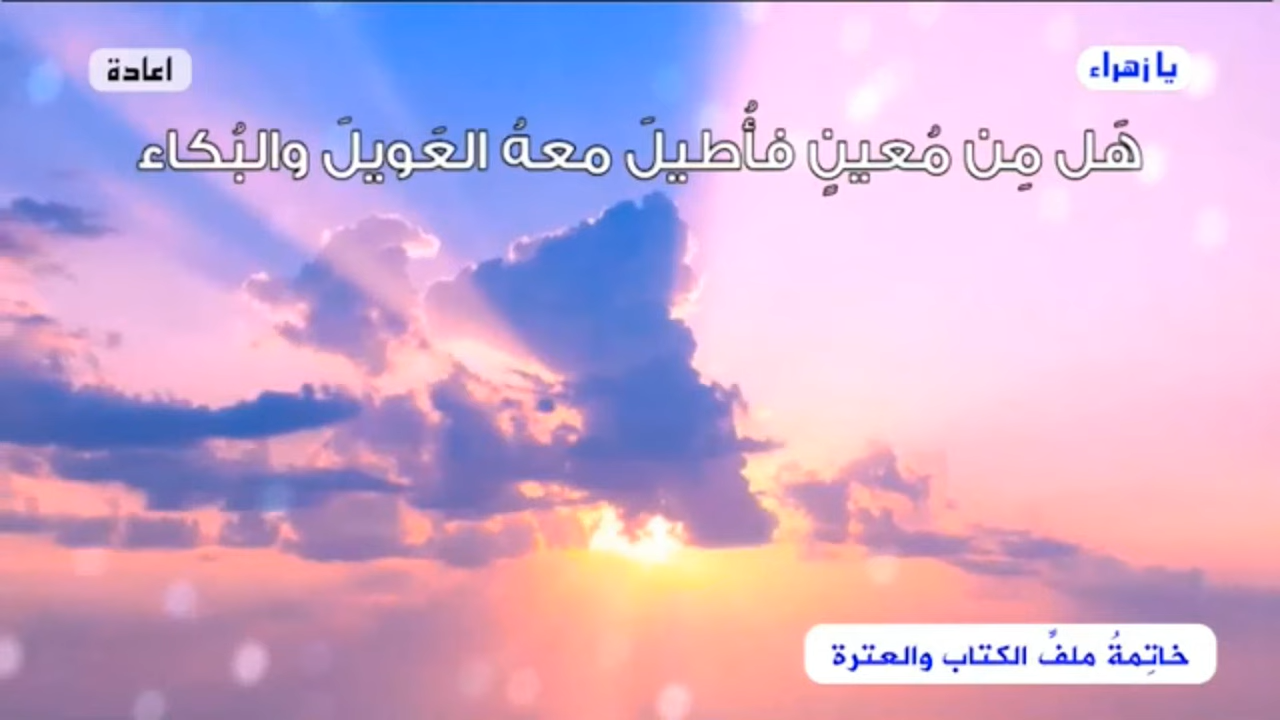 يا زهراء
اعادة
هَل مِن مُعينٍ فأُطيلَ معهُ العَويلَ والبُكاء
خاتِمةُ ملفِّ الكتاب والعترة